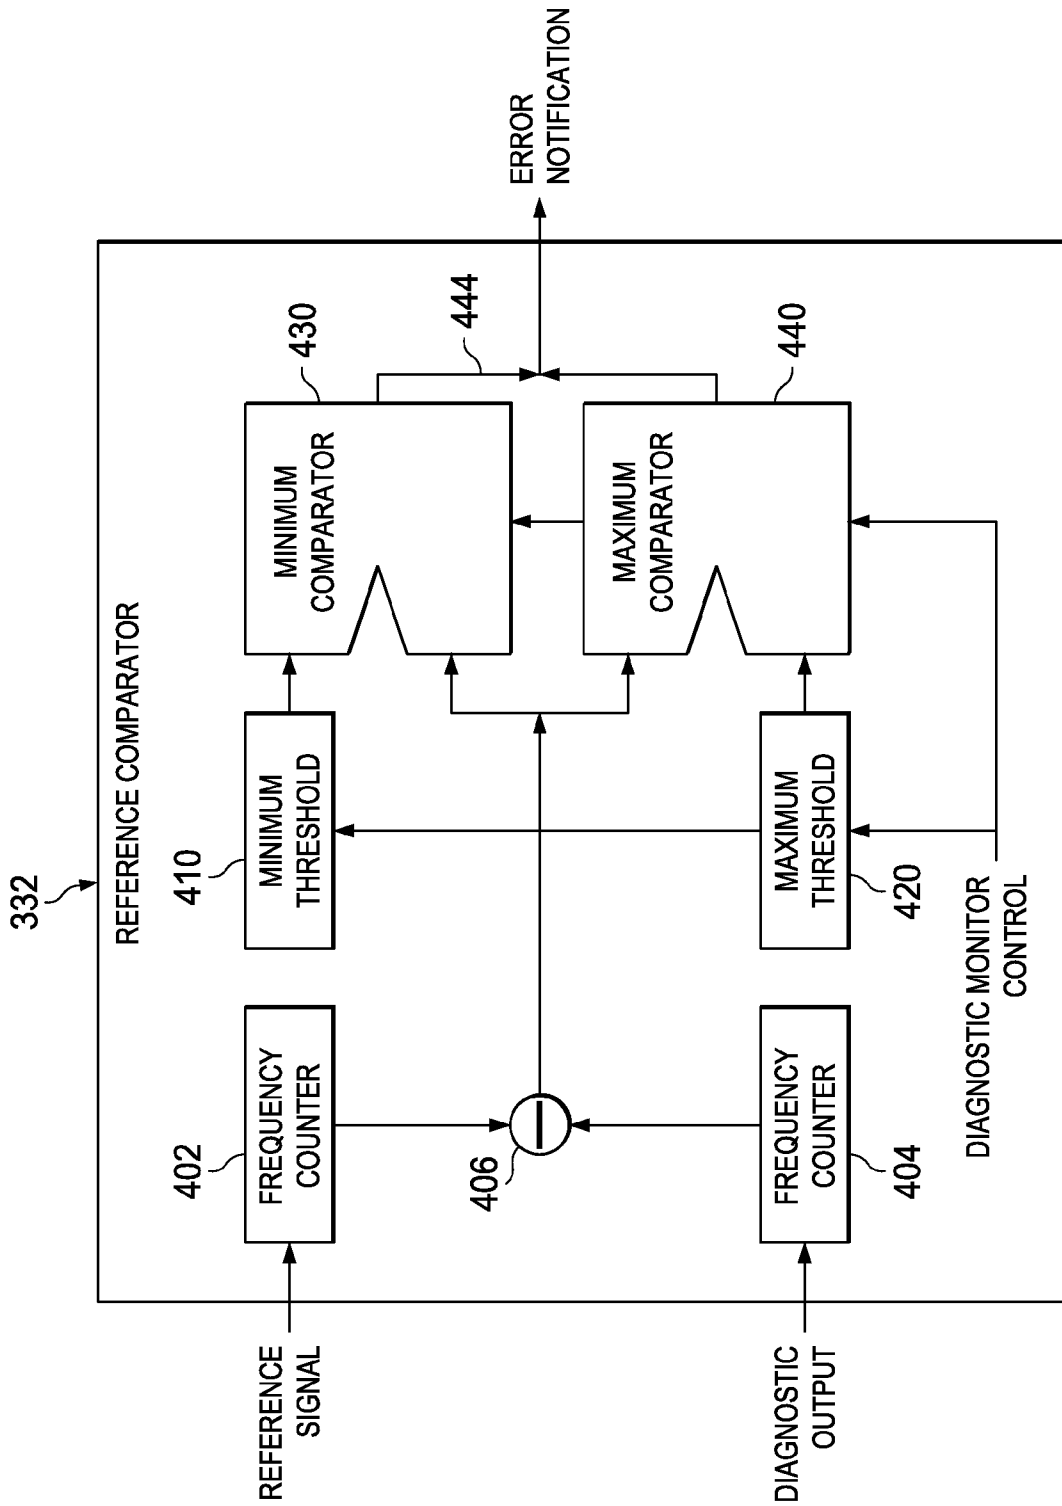 332
REFERENCE COMPARATOR
REFERENCE
SIGNAL
402
FREQUENCY
COUNTER
410
MINIMUM
THRESHOLD
430
MINIMUM
COMPARATOR
444
ERROR
NOTIFICATION
406
DIAGNOSTIC
OUTPUT
FREQUENCY
COUNTER
404
MAXIMUM
THRESHOLD
420
MAXIMUM
COMPARATOR
440
DIAGNOSTIC MONITOR
CONTROL